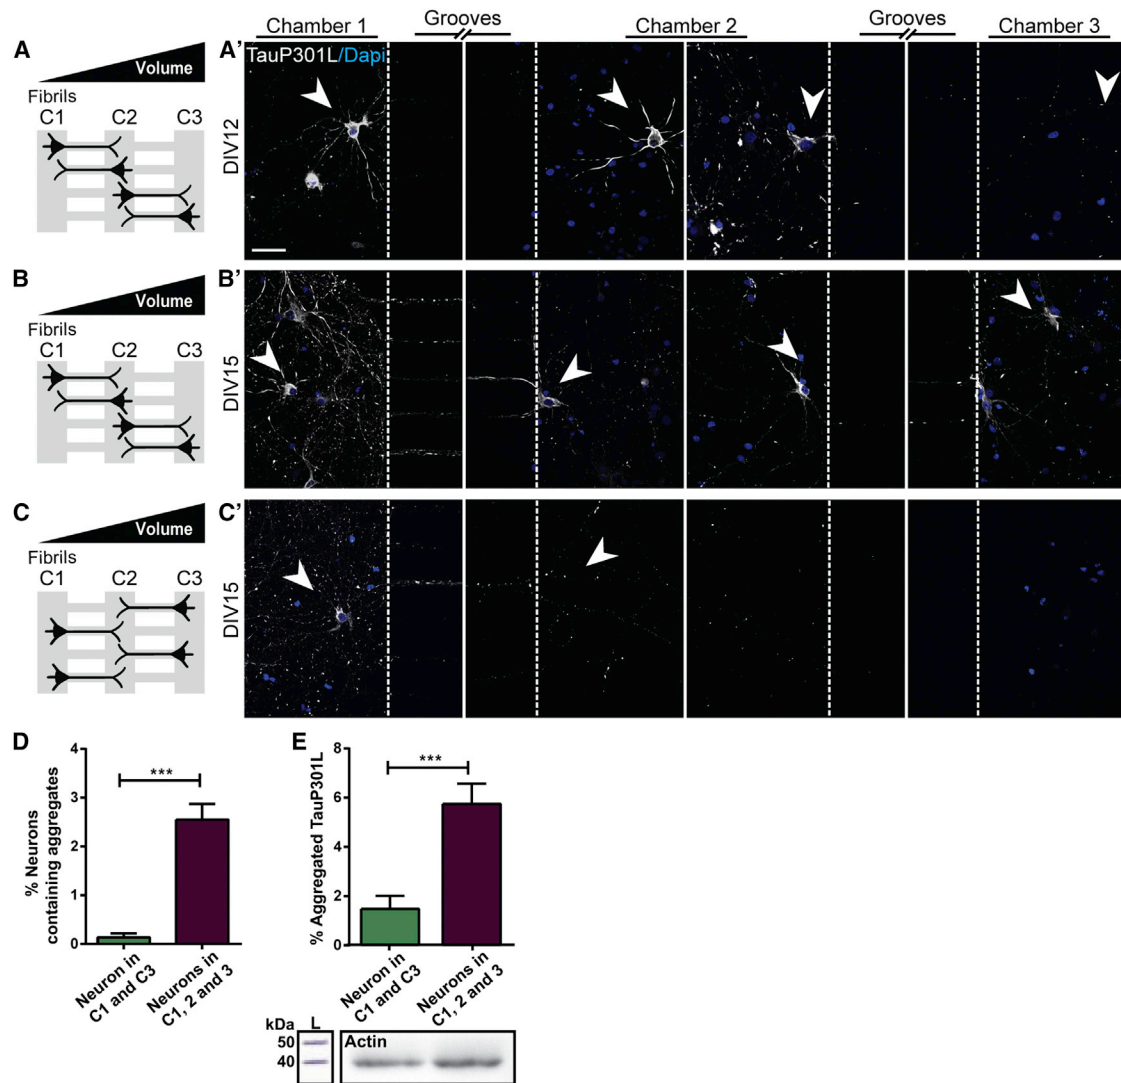 Chamber 1
Grooves
Chamber 2
Grooves
Chamber 3
A
Volume
Fibrils
C1 C2 C3
A'
TauP301L/Dapi
DIV12
B
Volume
Fibrils
C1 C2 C3
B'
DIV15
C
Volume
Fibrils
C1 C2 C3
C'
DIV15
D
% Neurons
containing aggregates
4
3
2
1
0
***
Neuron in
C1 and C3
Neurons in
C1, 2 and 3
E
% Aggregated TauP301L
8
6
4
2
0
***
Neuron in
C1 and C3
Neurons in
C1, 2 and 3
kDa L
50
40
Actin